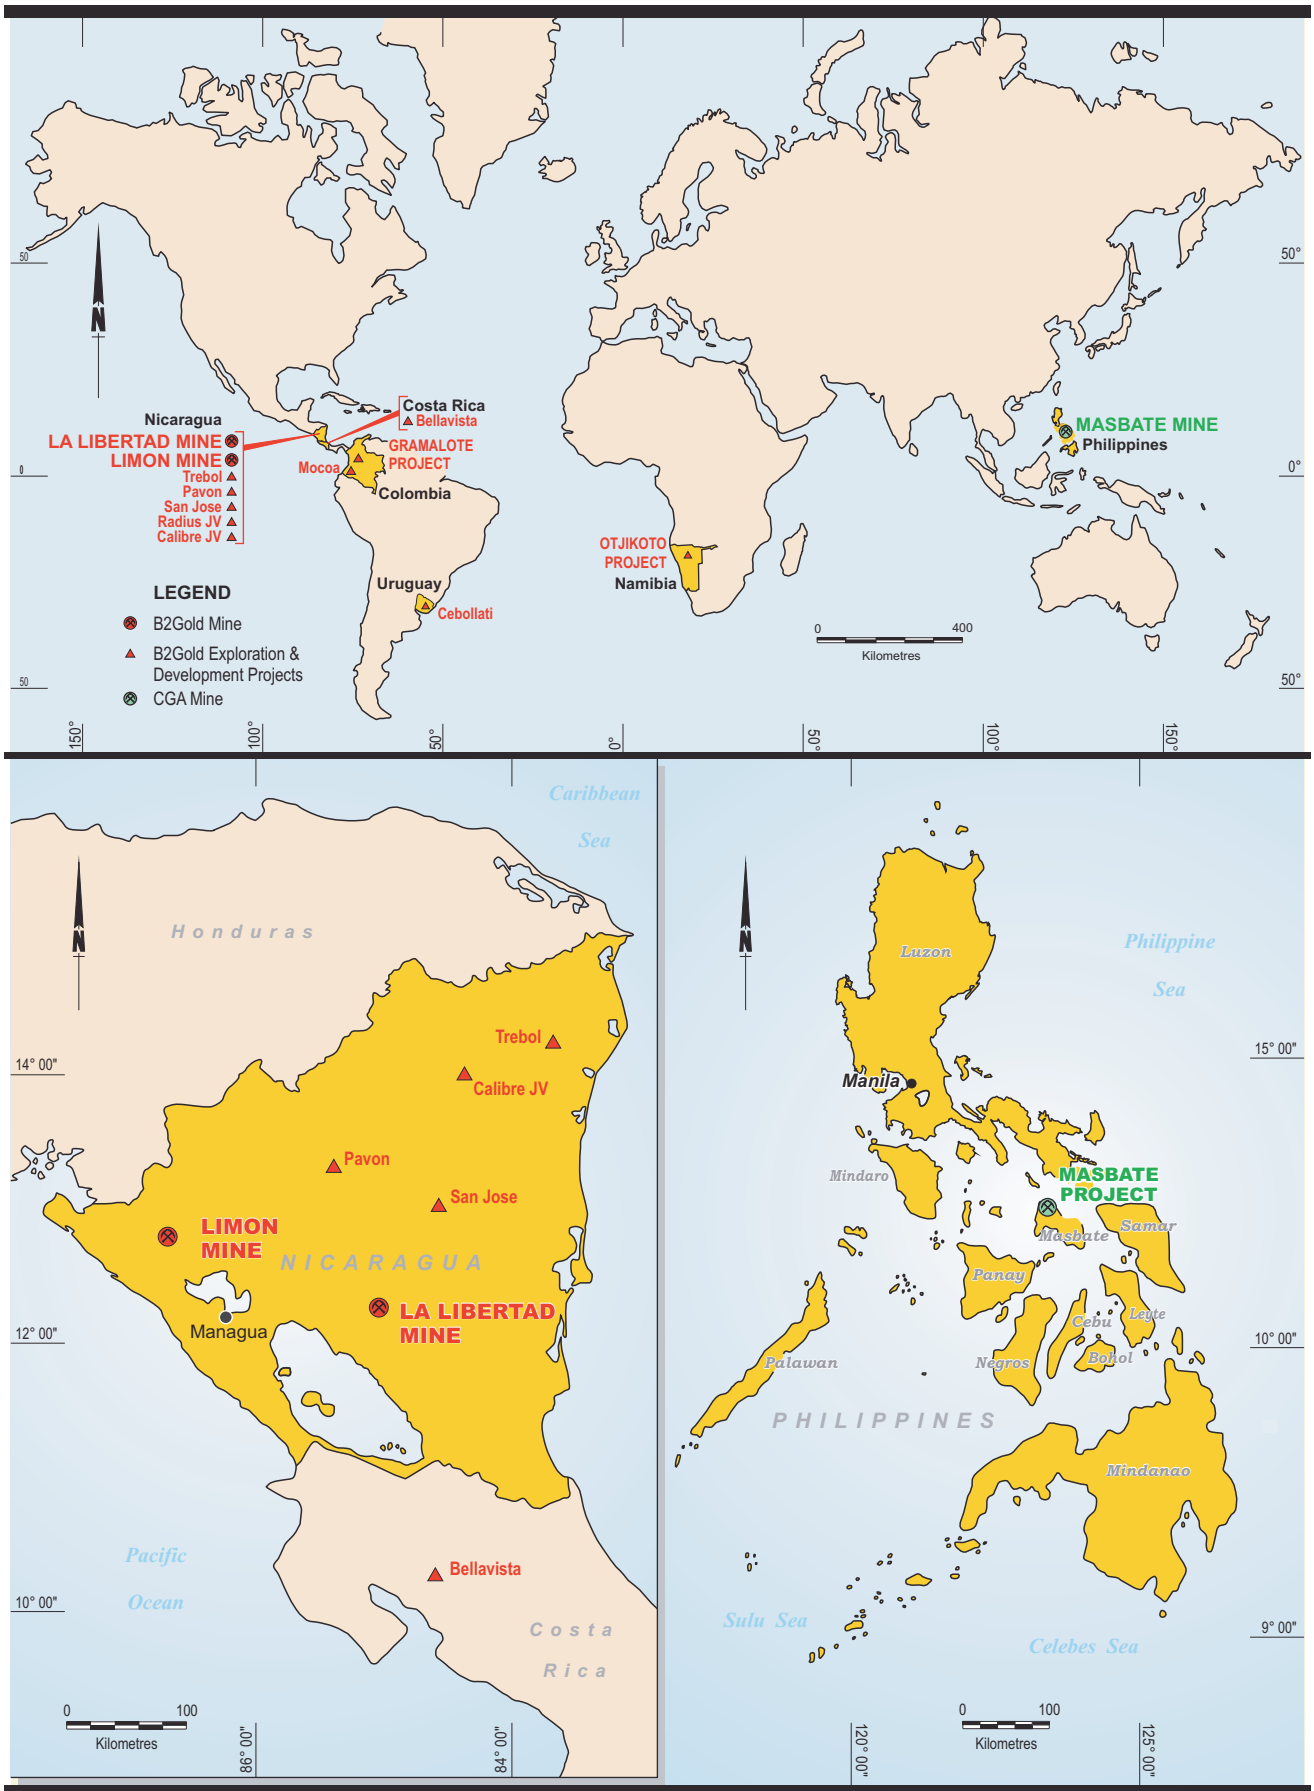 N
50
0
50
50°
0°
50°
Nicaragua
LA LIBERTAD MINE
LIMON MINE
Trebol
Pavon
San Jose
Radius JV
Calibre JV
Costa Rica
Bellavista
GRAMALOTE
PROJECT
Mocoa
Colombia
Uruguay
Cebollati
OTJIKOTO
PROJECT
Namibia
MASBATE MINE
Philippines
LEGEND
B2Gold Mine
B2Gold Exploration &
Development Projects
CGA Mine
0 400
Kilometres
150°
100°
50°
0°
50°
100°
150°
Caribbean
Sea
N
Honduras
Trebol
Calibre JV
14° 00"
Pavon
San Jose
LIMON
MINE
NICARAGUA
LA LIBERTAD
MINE
Managua
12° 00"
Pacific
Ocean
Bellavista
10° 00"
Costa
Rica
0 100
Kilometres
86° 00"
84° 00"
N
Luzon
Philippine
Sea
15° 00"
Manila
Mindaro
MASBATE
PROJECT
Masbate
Samar
Panay
Cebu
Leyte
Palawan
Negros
Bohol
10° 00"
PHILIPPINES
Mindanao
Sulu Sea
Celebes Sea
9° 00"
0 100
Kilometres
120° 00"
125° 00"